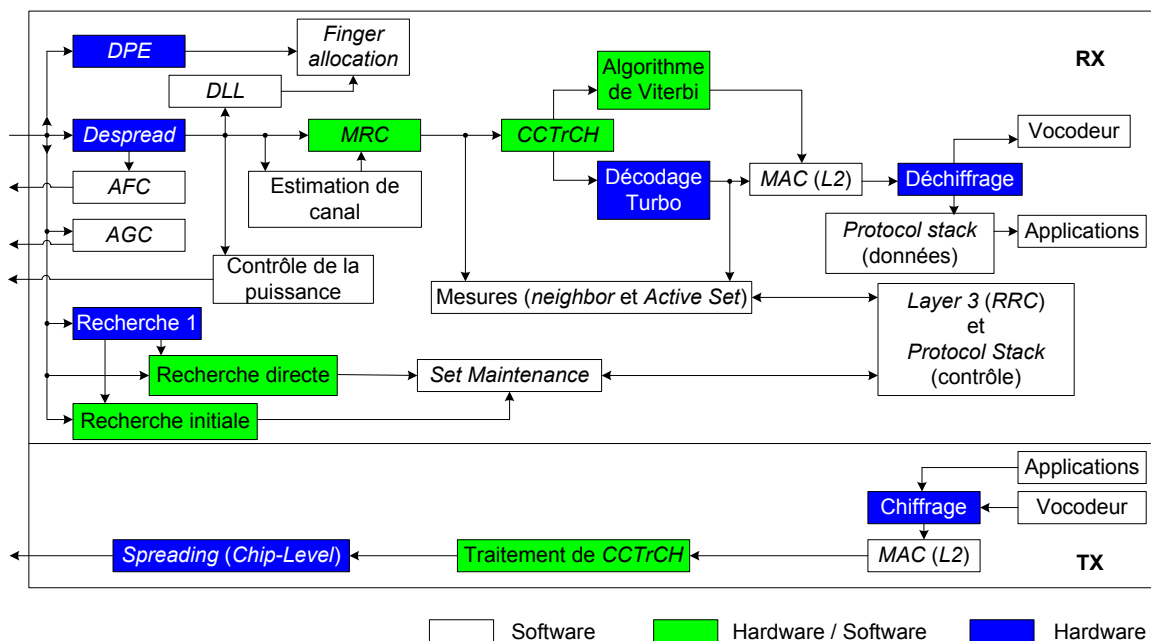 DPE
Finger
allocation
RX
DLL
Algorithme
de Viterbi
Despread
MRC
CCTrCH
Vocodeur
AFC
Estimation de
canal
Décodage
Turbo
MAC (L2)
Déchiffrage
AGC
Protocol stack
(données)
Applications
Contrôle de la
puissance
Mesures (neighbor et Active Set)
Layer 3 (RRC)
et
Protocol Stack
(contrôle)
Recherche 1
Recherche directe
Set Maintenance
Recherche initiale
Applications
Chiffrage
Vocodeur
Spreading (Chip-Level)
Traitement de CCTrCH
MAC (L2)
TX
Software
Hardware / Software
Hardware